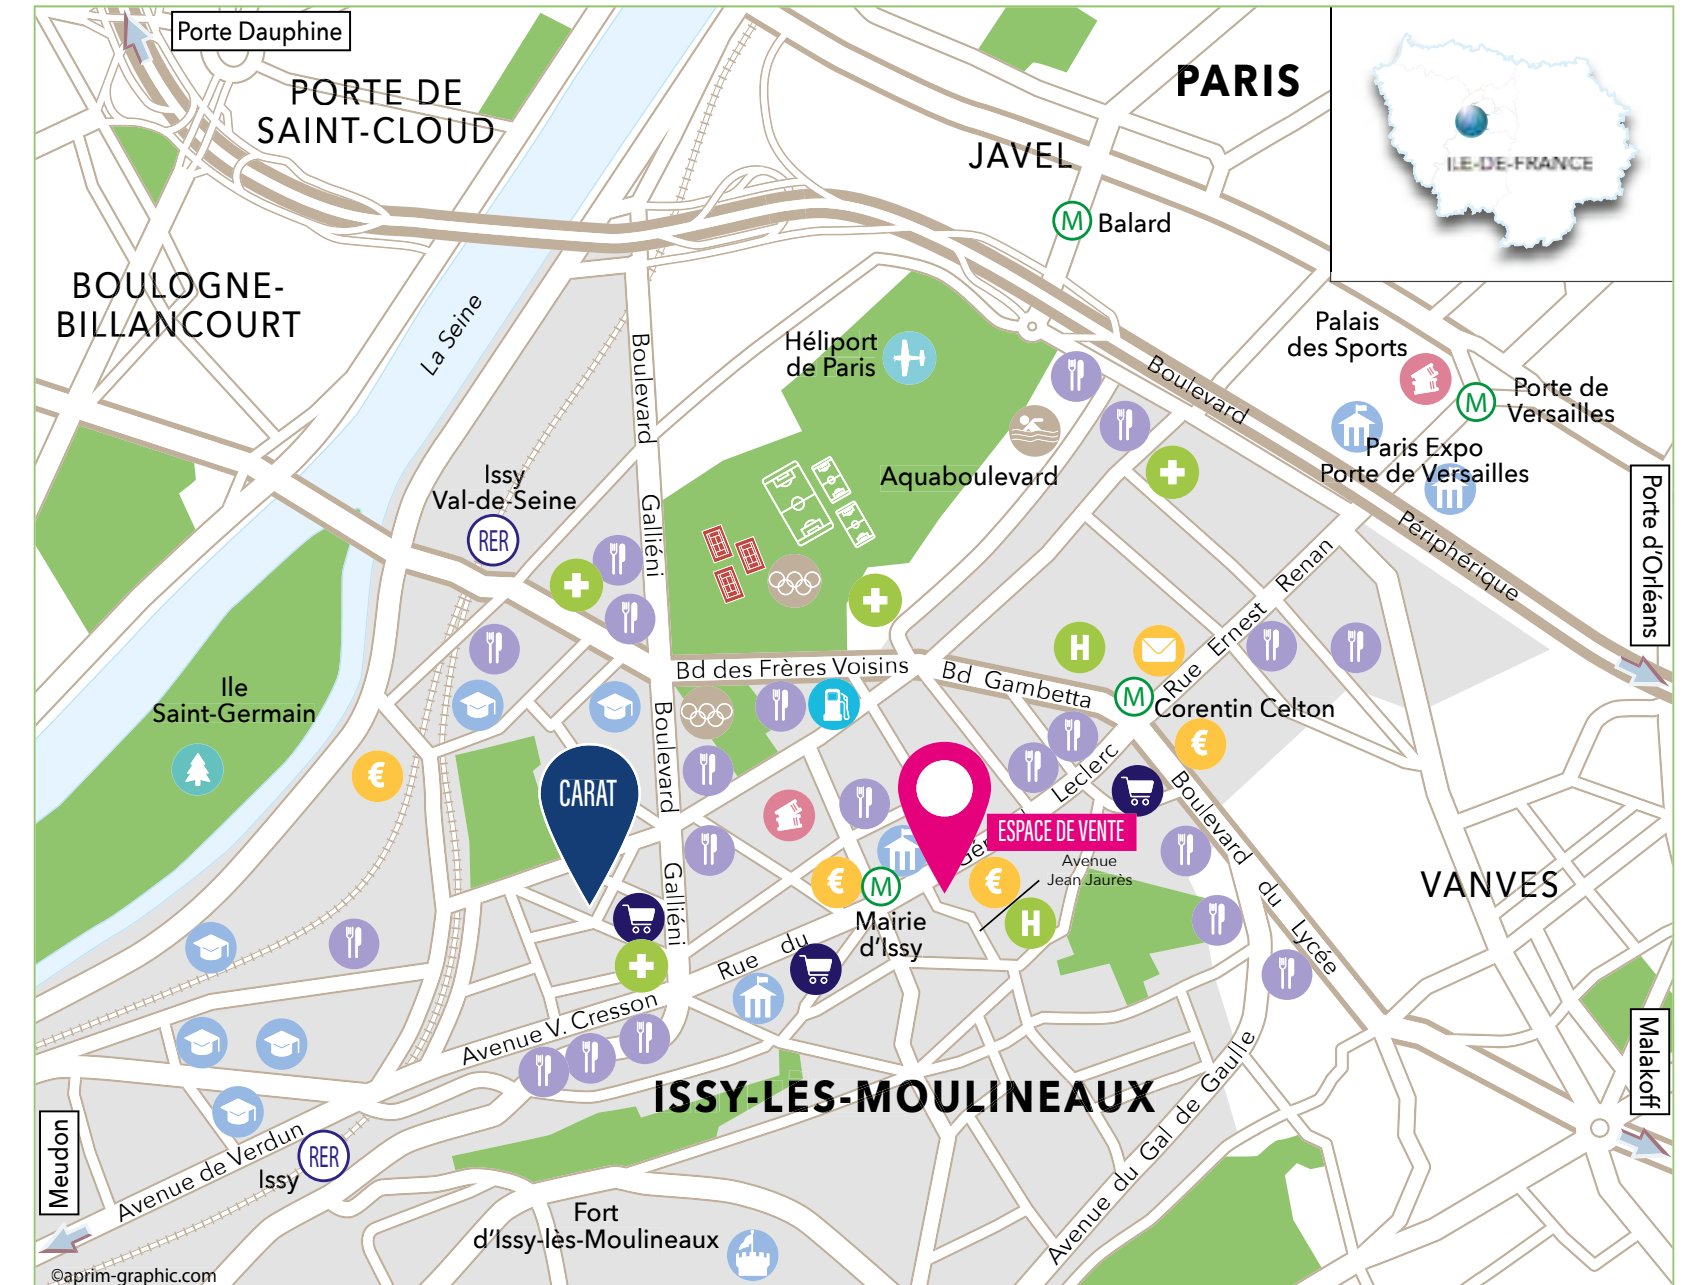 Porte Dauphine
PORTE DE
SAINT-CLOUD
PARIS
ILE-DE-FRANCE
JAVEL
M
Balard
BOULOGNE-
BILLANCOURT
La Seine
Boulevard
Galliéni
Héliport
de Paris
Boulevard
Périphérique
Palais
des Sports
M
Porte de
Versailles
Paris Expo
Porte de Versailles
Aquaboulevard
Issy
Val-de-Seine
RER
Porte d'Orléans
Rue Ernest Renan
H
Bd des Frères Voisins
Bd Gambetta
M
Corentin Celton
Ile
Saint-Germain
€
€
Boulevard
Galliéni
CARAT
Leclerc
Gér
ESPACE DE VENTE
Avenue
Jean Jaurès
€
€
M
H
Mairie
d'Issy
Rue du
Boulevard du Lycée
VANVES
Avenue V. Cresson
ISSY-LES-MOULINEAUX
Malakoff
Meudon
Avenue de Verdun
RER
Issy
Avenue du Gal de Gaulle
Fort
d'Issy-lès-Moulineaux
©aprim-graphic.com